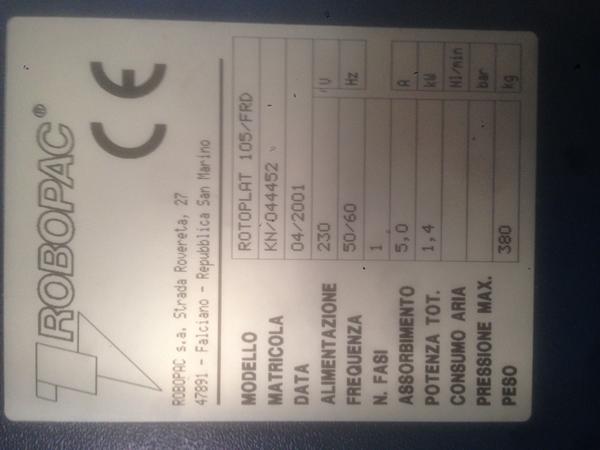 ROBOPAC®
CE
ROBOPAC s.a. Strada Rovereta, 27
47891 - Falciano - Repubblica San Marino
MODELLO ROTOPLAT 105/FRD
MATRICOLA KN/044452
DATA 04/2001
ALIMENTAZIONE 230 V
FREQUENZA 50/60 Hz
N. FASI 1
ASSORBIMENTO 5,0 A
POTENZA TOT. 1,4 kW
CONSUMO ARIA Nl/min
PRESSIONE MAX. bar
PESO 380 kg